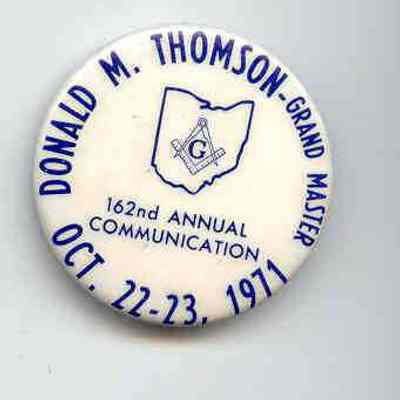 DONALD M. THOMSON-GRAND MASTER
G
162nd ANNUAL
COMMUNICATION
OCT. 22-23, 1971